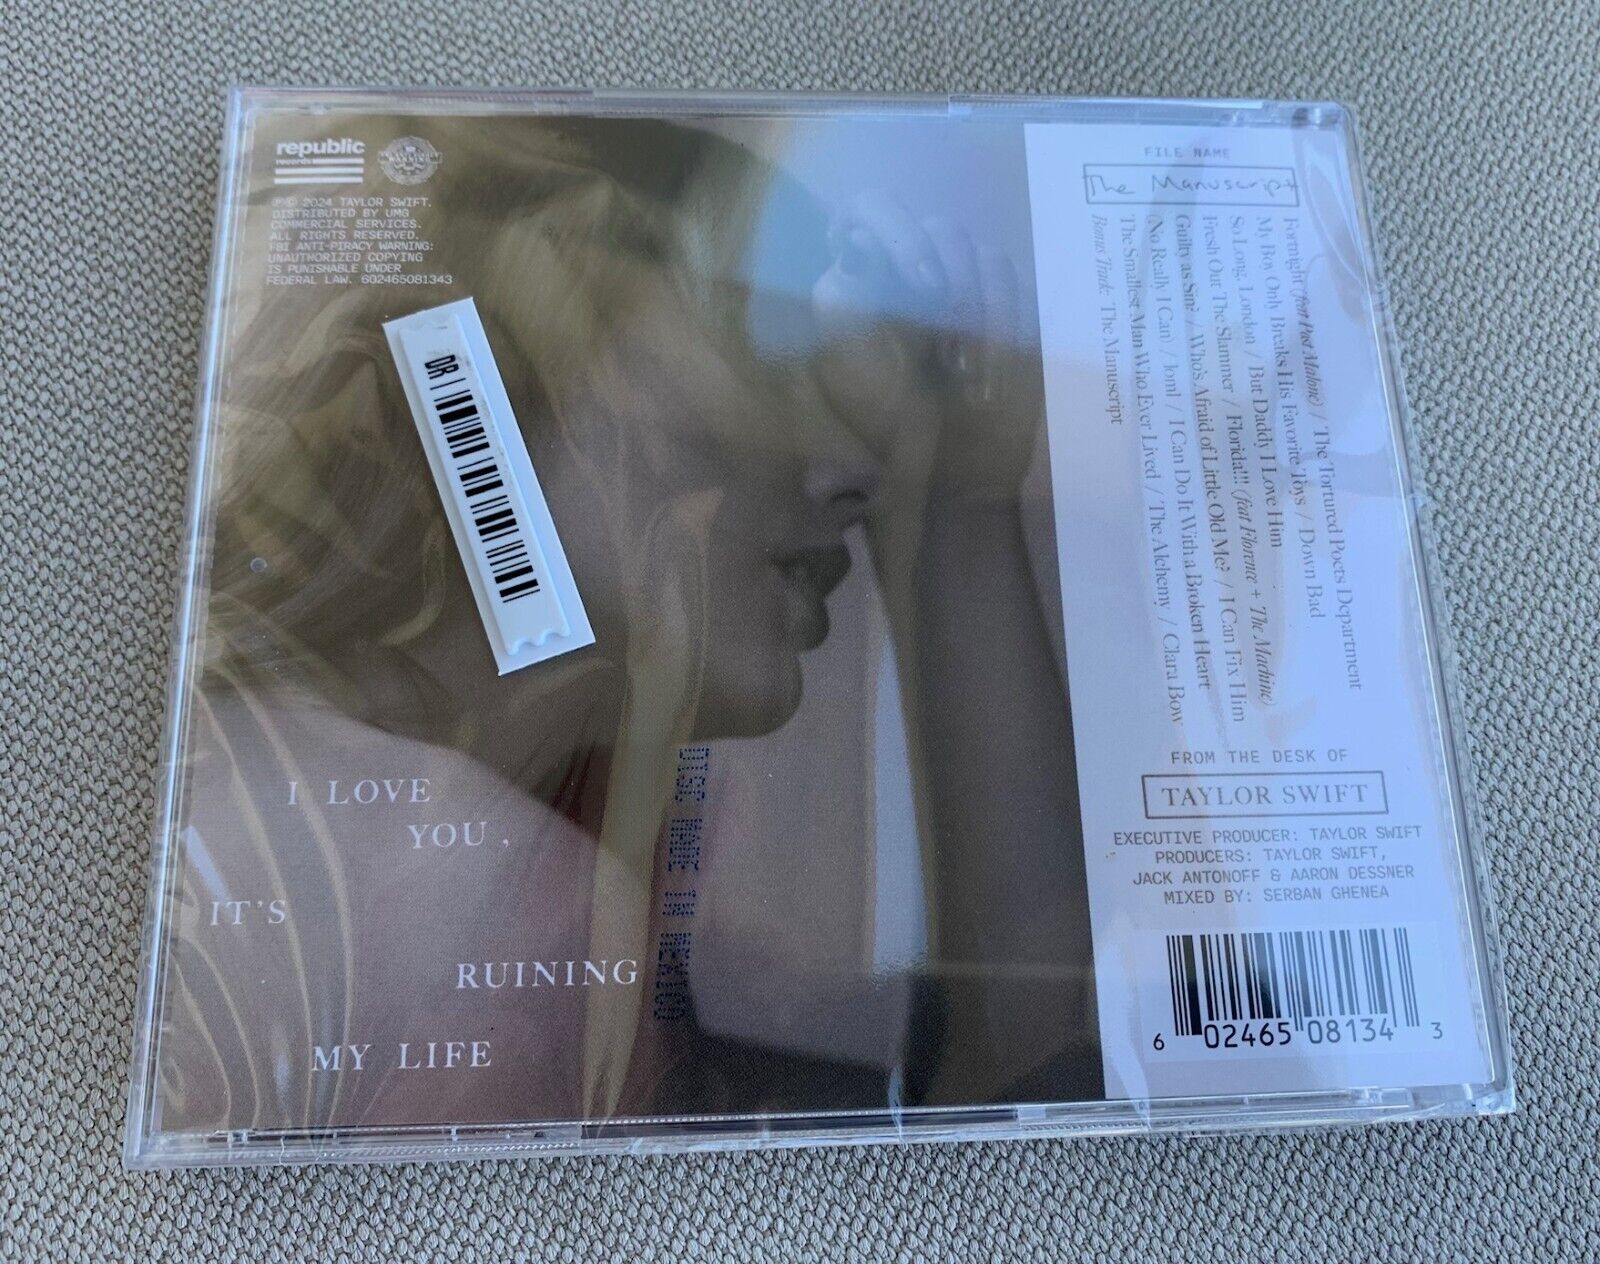 republic
records
℗© 2024 TAYLOR SWIFT.
DISTRIBUTED BY UMG
COMMERCIAL SERVICES.
ALL RIGHTS RESERVED.
FBI ANTI-PIRACY WARNING:
UNAUTHORIZED COPYING
IS PUNISHABLE UNDER
FEDERAL LAW. 602465081343
DR
I LOVE
YOU,
IT'S
RUINING
MY LIFE
DISC MADE IN MEXICO
FILE NAME
The Manuscript
Fortnight (feat Post Malone) / The Tortured Poets Department
My Boy Only Breaks His Favorite Toys / Down Bad
So Long, London / But Daddy I Love Him
Fresh Out The Slammer / Florida!!! (feat Florence + The Machine)
Guilty as Sin? / Who's Afraid of Little Old Me? / I Can Fix Him
(No Really I Can) / loml / I Can Do It With a Broken Heart
The Smallest Man Who Ever Lived / The Alchemy / Clara Bow
Bonus Track: The Manuscript
FROM THE DESK OF
TAYLOR SWIFT
EXECUTIVE PRODUCER: TAYLOR SWIFT
PRODUCERS: TAYLOR SWIFT,
JACK ANTONOFF & AARON DESSNER
MIXED BY: SERBAN GHENEA
6 02465 08134 3